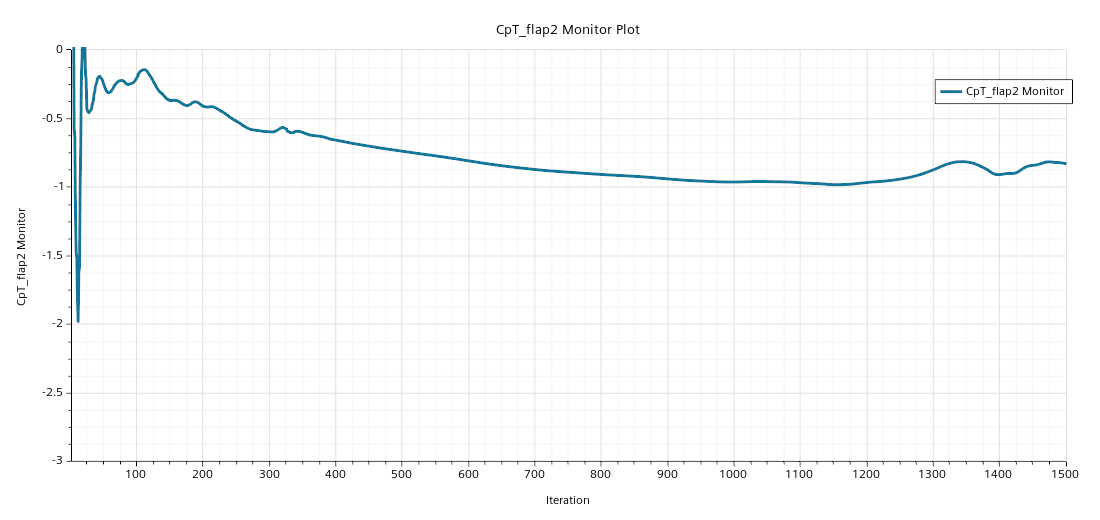 CpT_flap2 Monitor Plot
0
-0.5
-1
-1.5
-2
-2.5
-3
CpT_flap2 Monitor
CpT_flap2 Monitor
100 200 300 400 500 600 700 800 900 1000 1100 1200 1300 1400 1500
Iteration